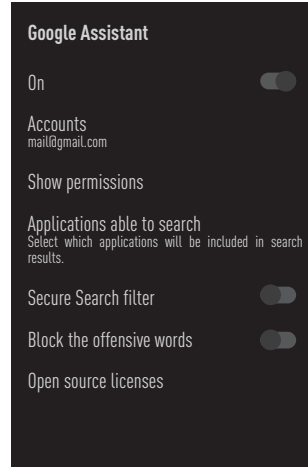 Google Assistant
On
Accounts
mail@gmail.com
Show permissions
Applications able to search
Select which applications will be included in search
results.
Secure Search filter
Block the offensive words
Open source licenses